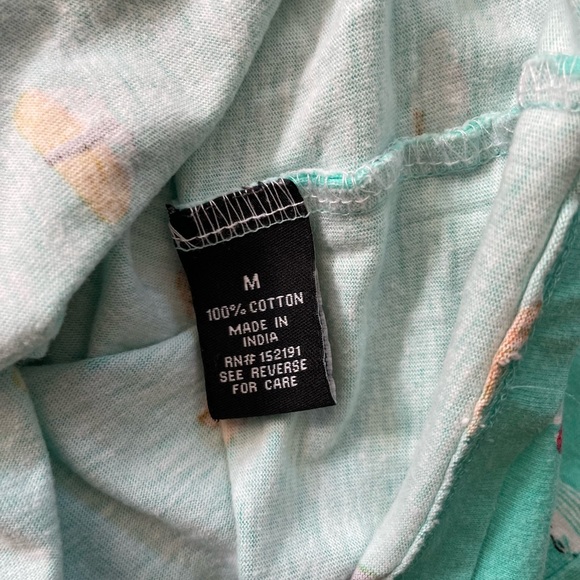 M
100% COTTON
MADE IN
INDIA
RN# 152191
SEE REVERSE
FOR CARE